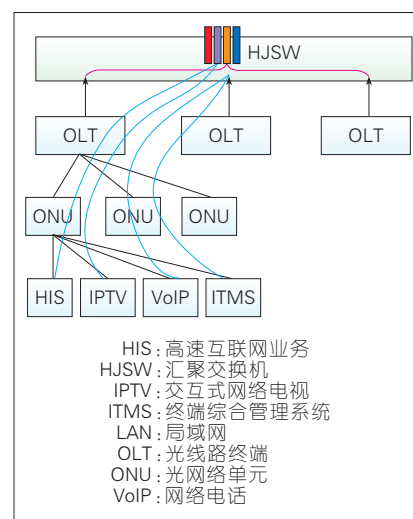 HJSW
OLT OLT OLT
ONU ONU ONU
HIS IPTV VoIP ITMS
HIS:高速互联网业务
HJSW:汇聚交换机
IPTV:交互式网络电视
ITMS:终端综合管理系统
LAN:局域网
OLT:光线路终端
ONU:光网络单元
VoIP:网络电话